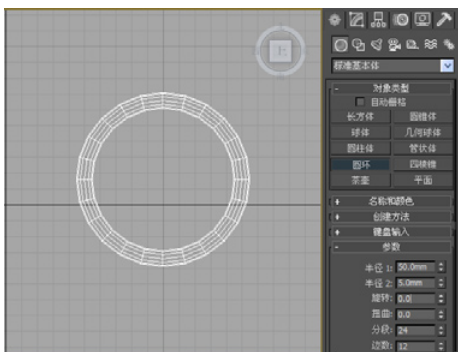 标准基本体
- 对象类型
自动栅格
长方体 圆锥体
球体 几何球体
圆柱体 管状体
圆环 四棱锥
茶壶 平面
+ 名称和颜色
+ 创建方法
+ 键盘输入
- 参数
半径 1: 50.0mm
半径 2: 5.0mm
旋转: 0.0
扭曲: 0.0
分段: 24
边数: 12